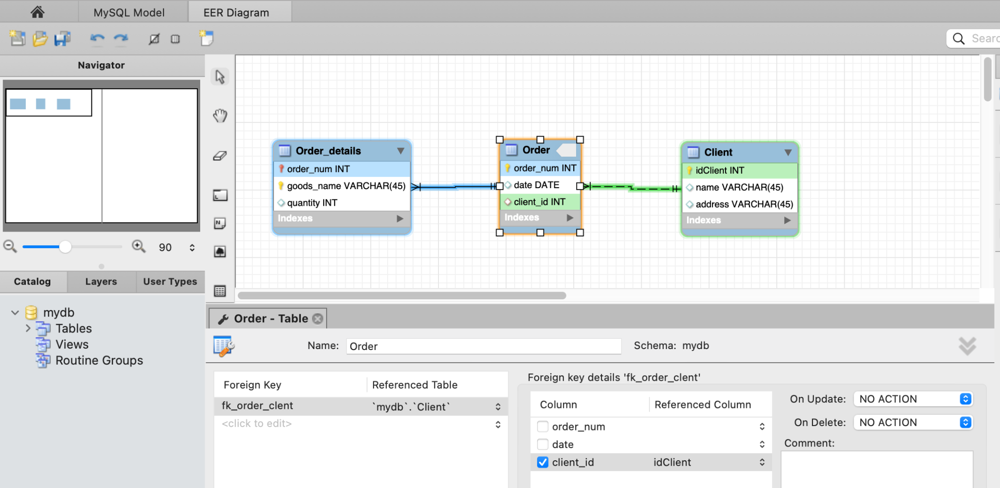 MySQL Model
EER Diagram
Navigator
90
Catalog
Layers
User Types
mydb
Tables
Views
Routine Groups
L
N
Order_details
order_num INT
goods_name VARCHAR(45)
quantity INT
Indexes
Order
order_num INT
date DATE
client_id INT
Indexes
Client
idClient INT
name VARCHAR(45)
address VARCHAR(45)
Indexes
Order - Table
Name: Order
Schema: mydb
Foreign Key Referenced Table
fk_order_clent `mydb`.`Client`
<click to edit>
Foreign key details 'fk_order_clent'
Column Referenced Column
order_num
date
client_id idClient
On Update: NO ACTION
On Delete: NO ACTION
Comment: